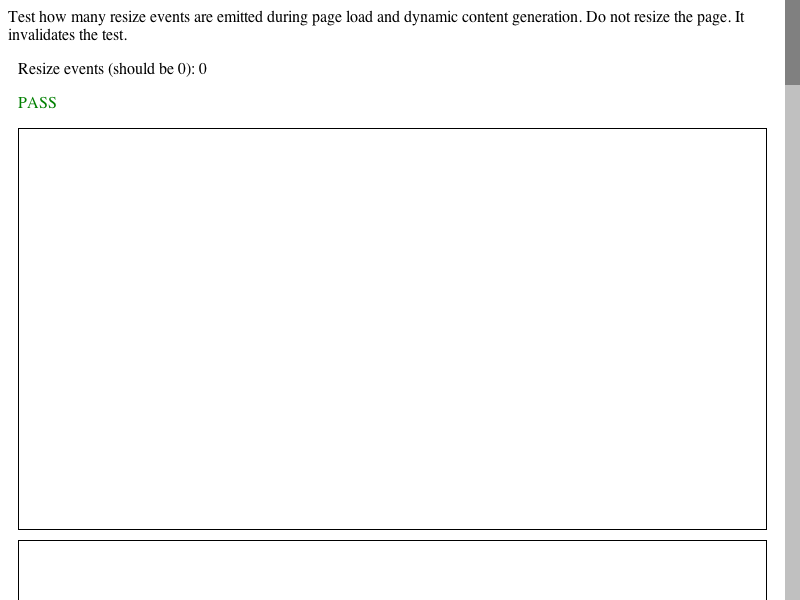 Test how many resize events are emitted during page load and dynamic content generation. Do not resize the page. It
invalidates the test.
Resize events (should be 0): 0
PASS